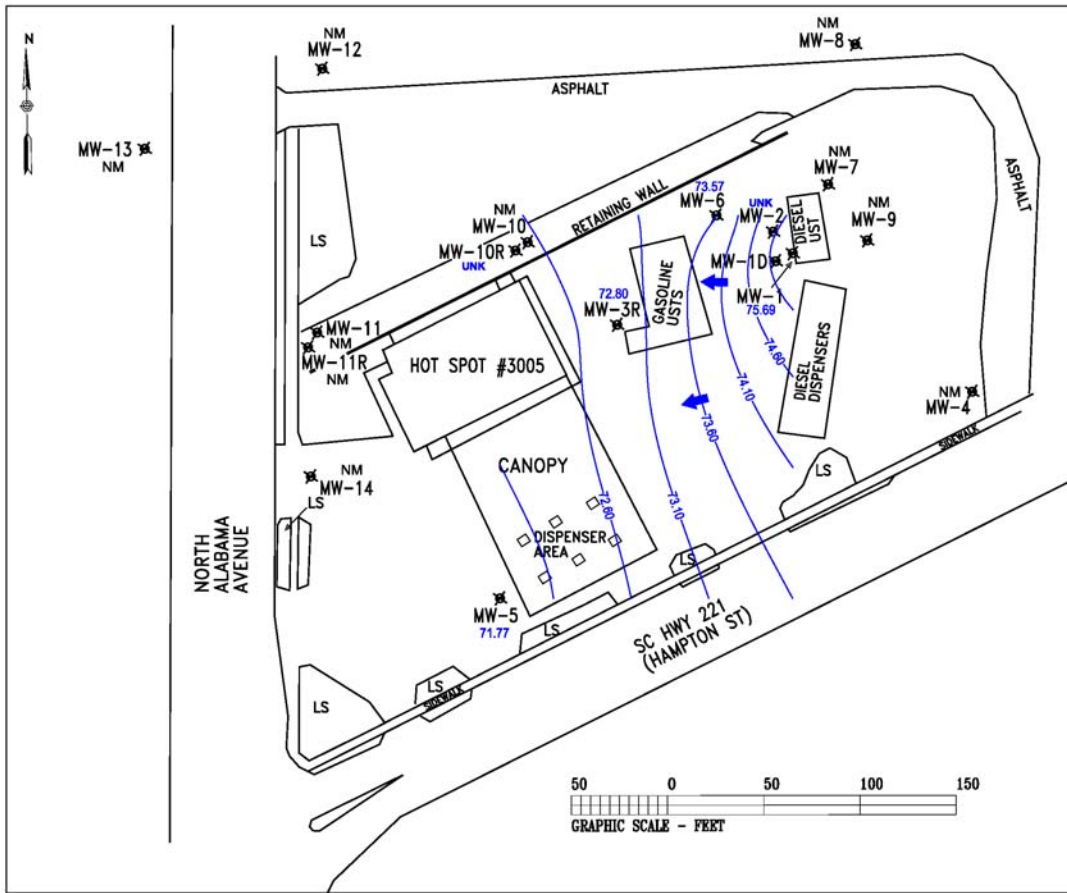 N
NM
MW-12
NM
MW-8
ASPHALT
MW-13
NM
NM
MW-7
ASPHALT
73.57
MW-6
UNK
MW-2
DIESEL
UST
NM
MW-9
RETAINING WALL
NM
MW-10
MW-10R
UNK
LS
MW-1D
MW-1
75.69
GASOLINE
USTS
72.80
MW-3R
MW-11
NM
MW-11R
NM
HOT SPOT #3005
74.60
74.10
DIESEL
DISPENSERS
NM
MW-4
73.60
SIDEWALK
CANOPY
LS
NM
MW-14
LS
72.60
73.10
DISPENSER
AREA
NORTH
ALABAMA
AVENUE
LS
MW-5
71.77
LS
SC HWY 221
(HAMPTON ST)
LS
SIDEWALK
LS
50 0 50 100 150
GRAPHIC SCALE - FEET